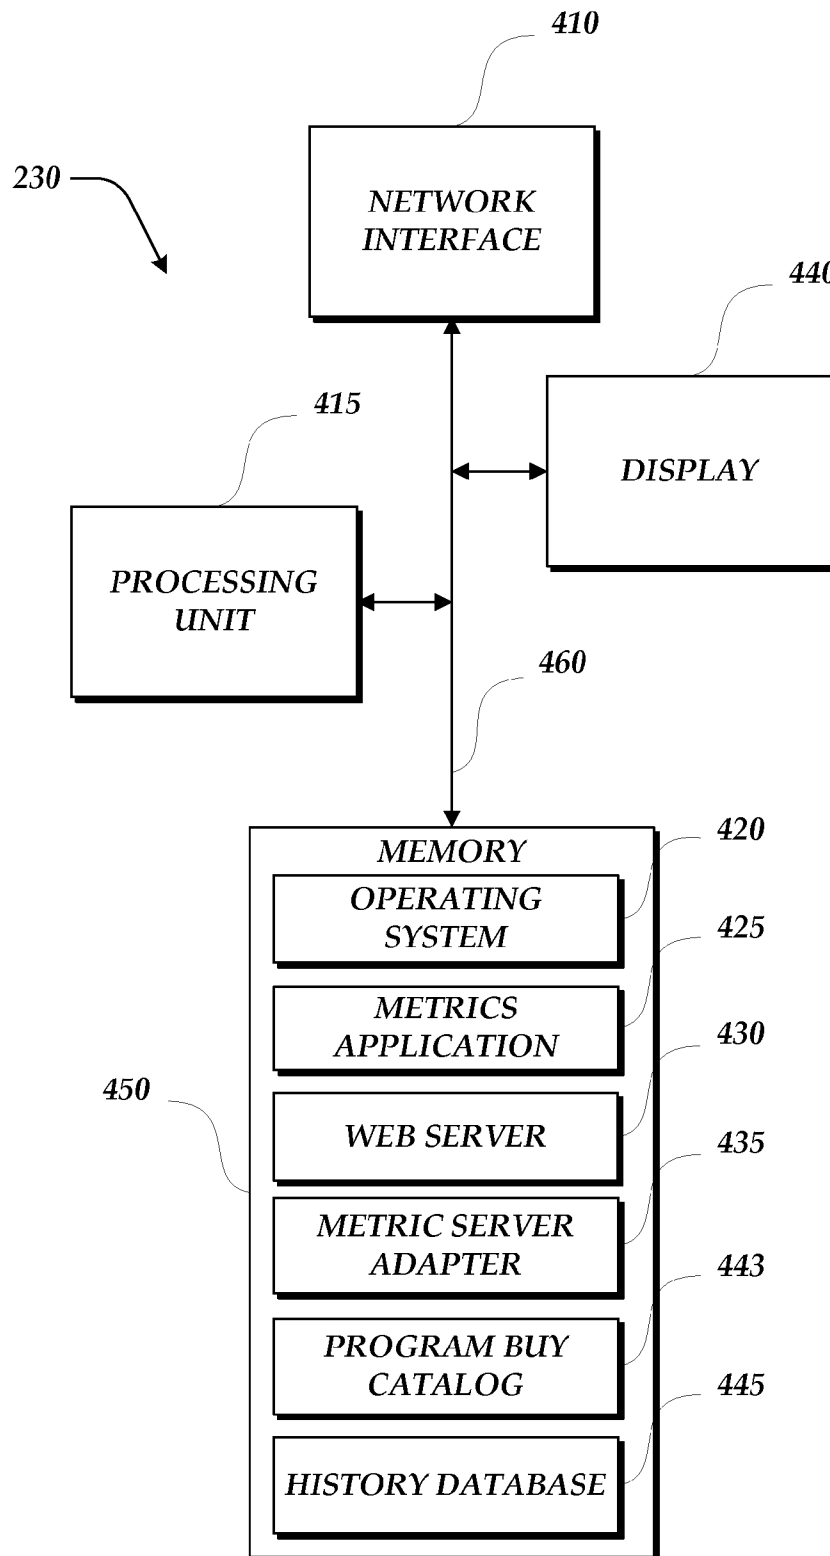 410
NETWORK
INTERFACE
230
440
415
DISPLAY
PROCESSING
UNIT
460
MEMORY
420
OPERATING
SYSTEM
425
METRICS
APPLICATION
430
450
WEB SERVER
435
METRIC SERVER
ADAPTER
443
PROGRAM BUY
CATALOG
445
HISTORY DATABASE